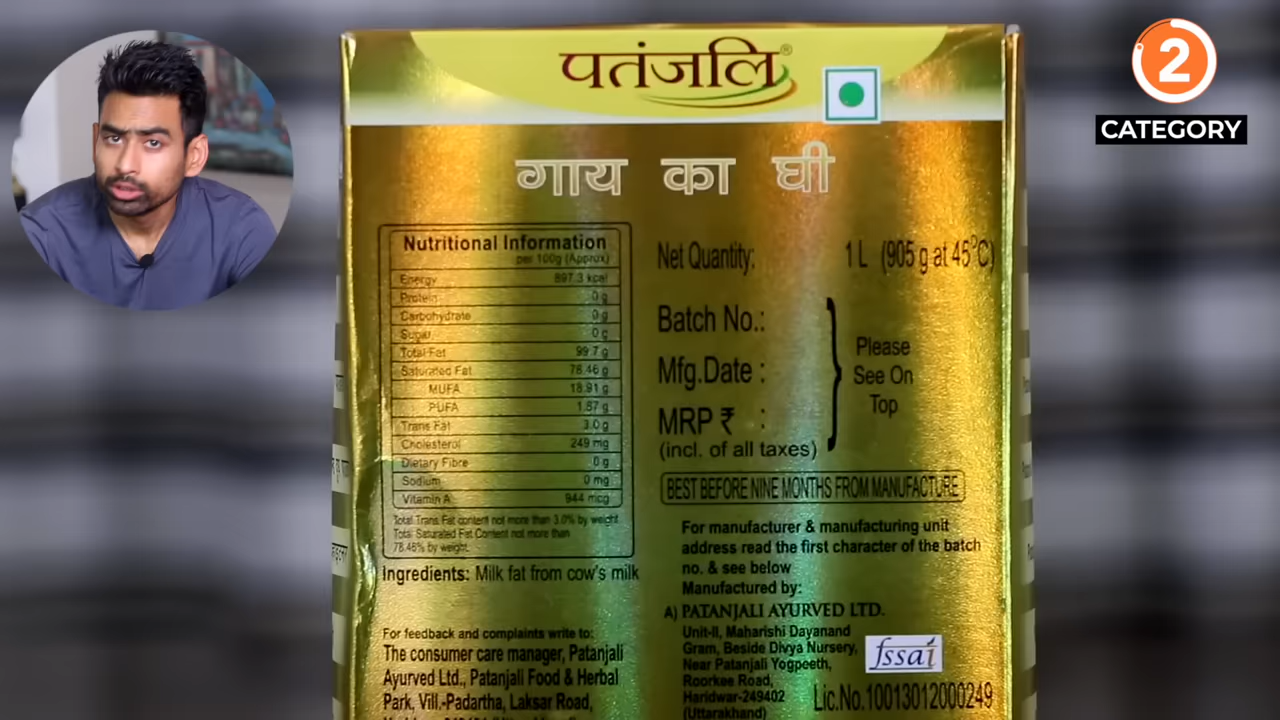 पतंजलि®
2
CATEGORY
गाय का घी
Nutritional Information
per 100g (Approx)
Energy 897.3 kcal
Protein 0 g
Carbohydrate 0 g
Sugar 0 g
Total Fat 99.7 g
Saturated Fat 78.46 g
MUFA 18.91 g
PUFA 1.87 g
Trans Fat 3.0 g
Cholesterol 249 mg
Dietary Fibre 0 g
Sodium 0 mg
Vitamin A 944 mcg
Total Trans Fat content not more than 3.0% by weight
Total Saturated Fat Content not more than
78.46% by weight.
Ingredients: Milk fat from cow's milk
For feedback and complaints write to:
The consumer care manager, Patanjali
Ayurved Ltd., Patanjali Food & Herbal
Park, Vill.-Padartha, Laksar Road,
Net Quantity: 1 L (905 g at 45°C)
Batch No.:
Mfg.Date :
MRP ₹ :
(incl. of all taxes)
Please
See On
Top
BEST BEFORE NINE MONTHS FROM MANUFACTURE
For manufacturer & manufacturing unit
address read the first character of the batch
no. & see below
Manufactured by:
A) PATANJALI AYURVED LTD.
Unit-II, Maharishi Dayanand
Gram, Beside Divya Nursery,
Near Patanjali Yogpeeth,
Roorkee Road,
Haridwar-249402
(Uttarakhand)
fssai
Lic.No.10013012000249